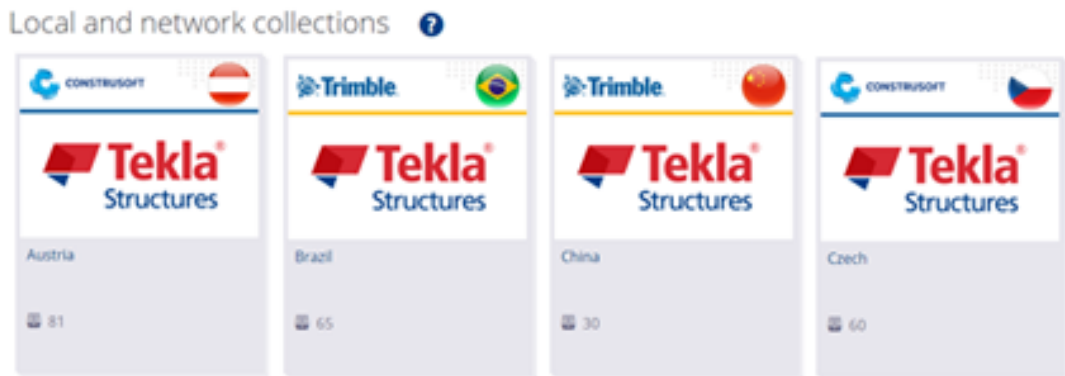 Local and network collections ?
CONSTRUSOFT
Tekla®
Structures
Austria
81
Trimble.
Tekla®
Structures
Brazil
65
Trimble.
Tekla®
Structures
China
30
CONSTRUSOFT
Tekla®
Structures
Czech
60